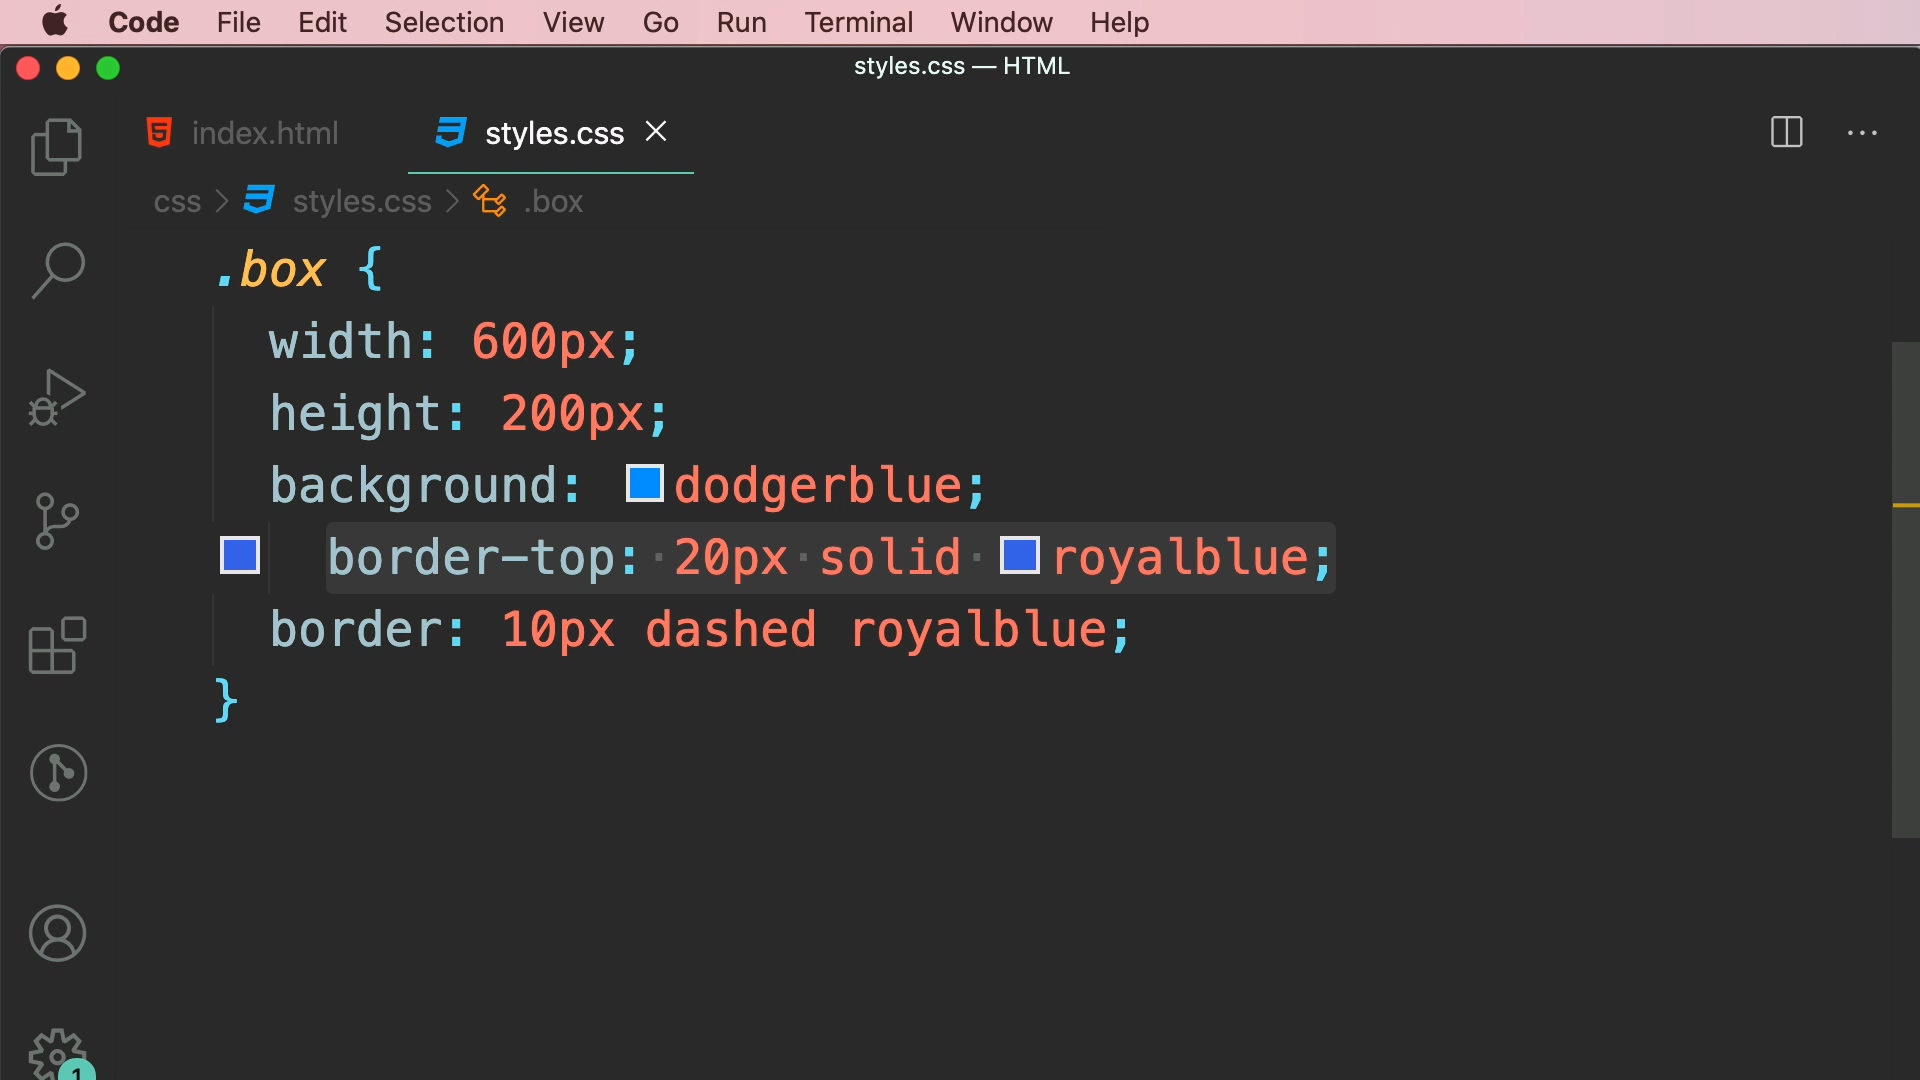 Code File Edit Selection View Go Run Terminal Window Help
styles.css — HTML
index.html styles.css
css > styles.css > .box
.box {
width: 600px;
height: 200px;
background: dodgerblue;
border-top: 20px solid royalblue;
border: 10px dashed royalblue;
}
1